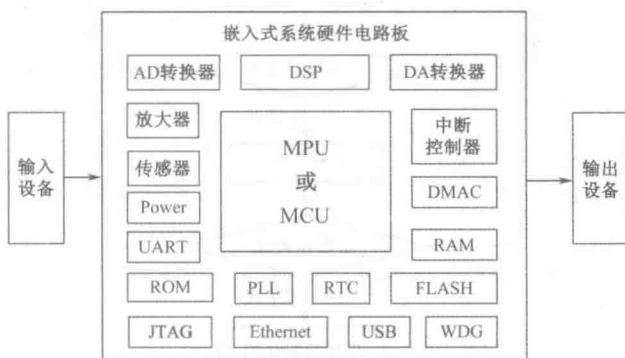 嵌入式系统硬件电路板
AD转换器
DSP
DA转换器
放大器
中断
控制器
MPU
或
MCU
输入
设备
传感器
输出
设备
DMAC
Power
UART
RAM
ROM
PLL
RTC
FLASH
JTAG
Ethernet
USB
WDG